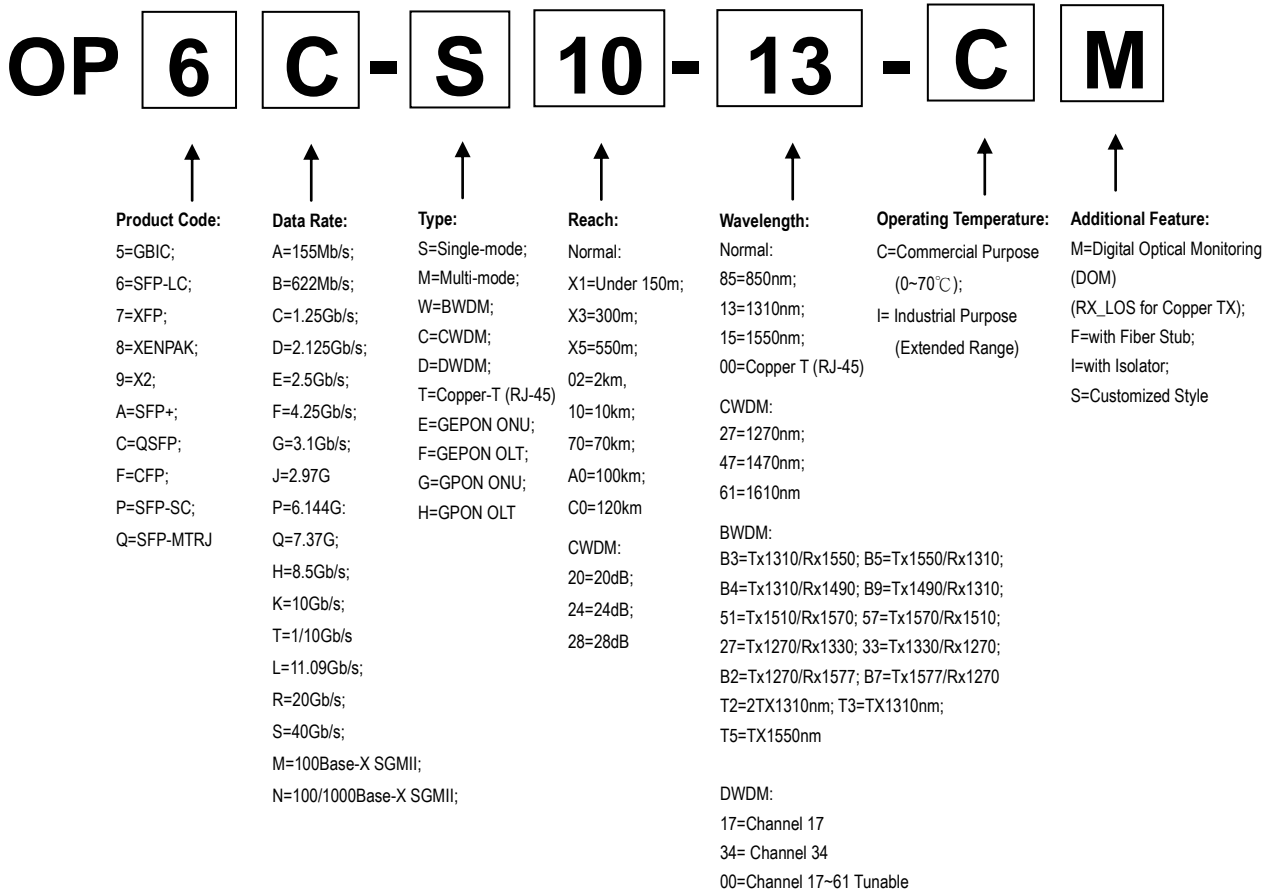 OP 6 C - S 10 - 13 - C M
Product Code:
5=GBIC;
6=SFP-LC;
7=XFP;
8=XENPAK;
9=X2;
A=SFP+;
C=QSFP;
F=CFP;
P=SFP-SC;
Q=SFP-MTRJ
Data Rate:
A=155Mb/s;
B=622Mb/s;
C=1.25Gb/s;
D=2.125Gb/s;
E=2.5Gb/s;
F=4.25Gb/s;
G=3.1Gb/s;
J=2.97G
P=6.144G:
Q=7.37G;
H=8.5Gb/s;
K=10Gb/s;
T=1/10Gb/s
L=11.09Gb/s;
R=20Gb/s;
S=40Gb/s;
M=100Base-X SGMII;
N=100/1000Base-X SGMII;
Type:
S=Single-mode;
M=Multi-mode;
W=BWDM;
C=CWDM;
D=DWDM;
T=Copper-T (RJ-45)
E=GEPON ONU;
F=GEPON OLT;
G=GPON ONU;
H=GPON OLT
Reach:
Normal:
X1=Under 150m;
X3=300m;
X5=550m;
02=2km,
10=10km;
70=70km;
A0=100km;
C0=120km
CWDM:
20=20dB;
24=24dB;
28=28dB
Wavelength:
Normal:
85=850nm;
13=1310nm;
15=1550nm;
00=Copper T (RJ-45)
CWDM:
27=1270nm;
47=1470nm;
61=1610nm
BWDM:
B3=Tx1310/Rx1550; B5=Tx1550/Rx1310;
B4=Tx1310/Rx1490; B9=Tx1490/Rx1310;
51=Tx1510/Rx1570; 57=Tx1570/Rx1510;
27=Tx1270/Rx1330; 33=Tx1330/Rx1270;
B2=Tx1270/Rx1577; B7=Tx1577/Rx1270
T2=2TX1310nm; T3=TX1310nm;
T5=TX1550nm
DWDM:
17=Channel 17
34= Channel 34
00=Channel 17~61 Tunable
Operating Temperature:
C=Commercial Purpose
(0~70℃);
I= Industrial Purpose
(Extended Range)
Additional Feature:
M=Digital Optical Monitoring
(DOM)
(RX_LOS for Copper TX);
F=with Fiber Stub;
I=with Isolator;
S=Customized Style